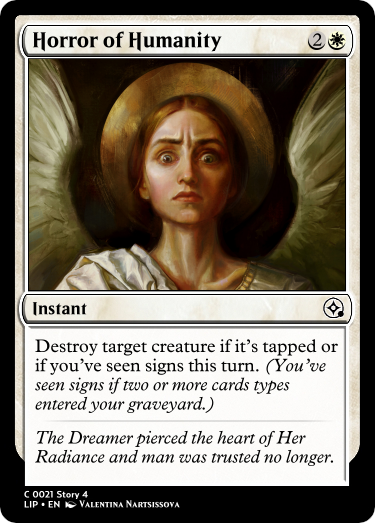 Horror of Humanity 2
Instant
Destroy target creature if it's tapped or
if you've seen signs this turn. (You've
seen signs if two or more cards types
entered your graveyard.)
The Dreamer pierced the heart of Her
Radiance and man was trusted no longer.
C 0021 Story 4
LIP • EN Valentina Nartsissova